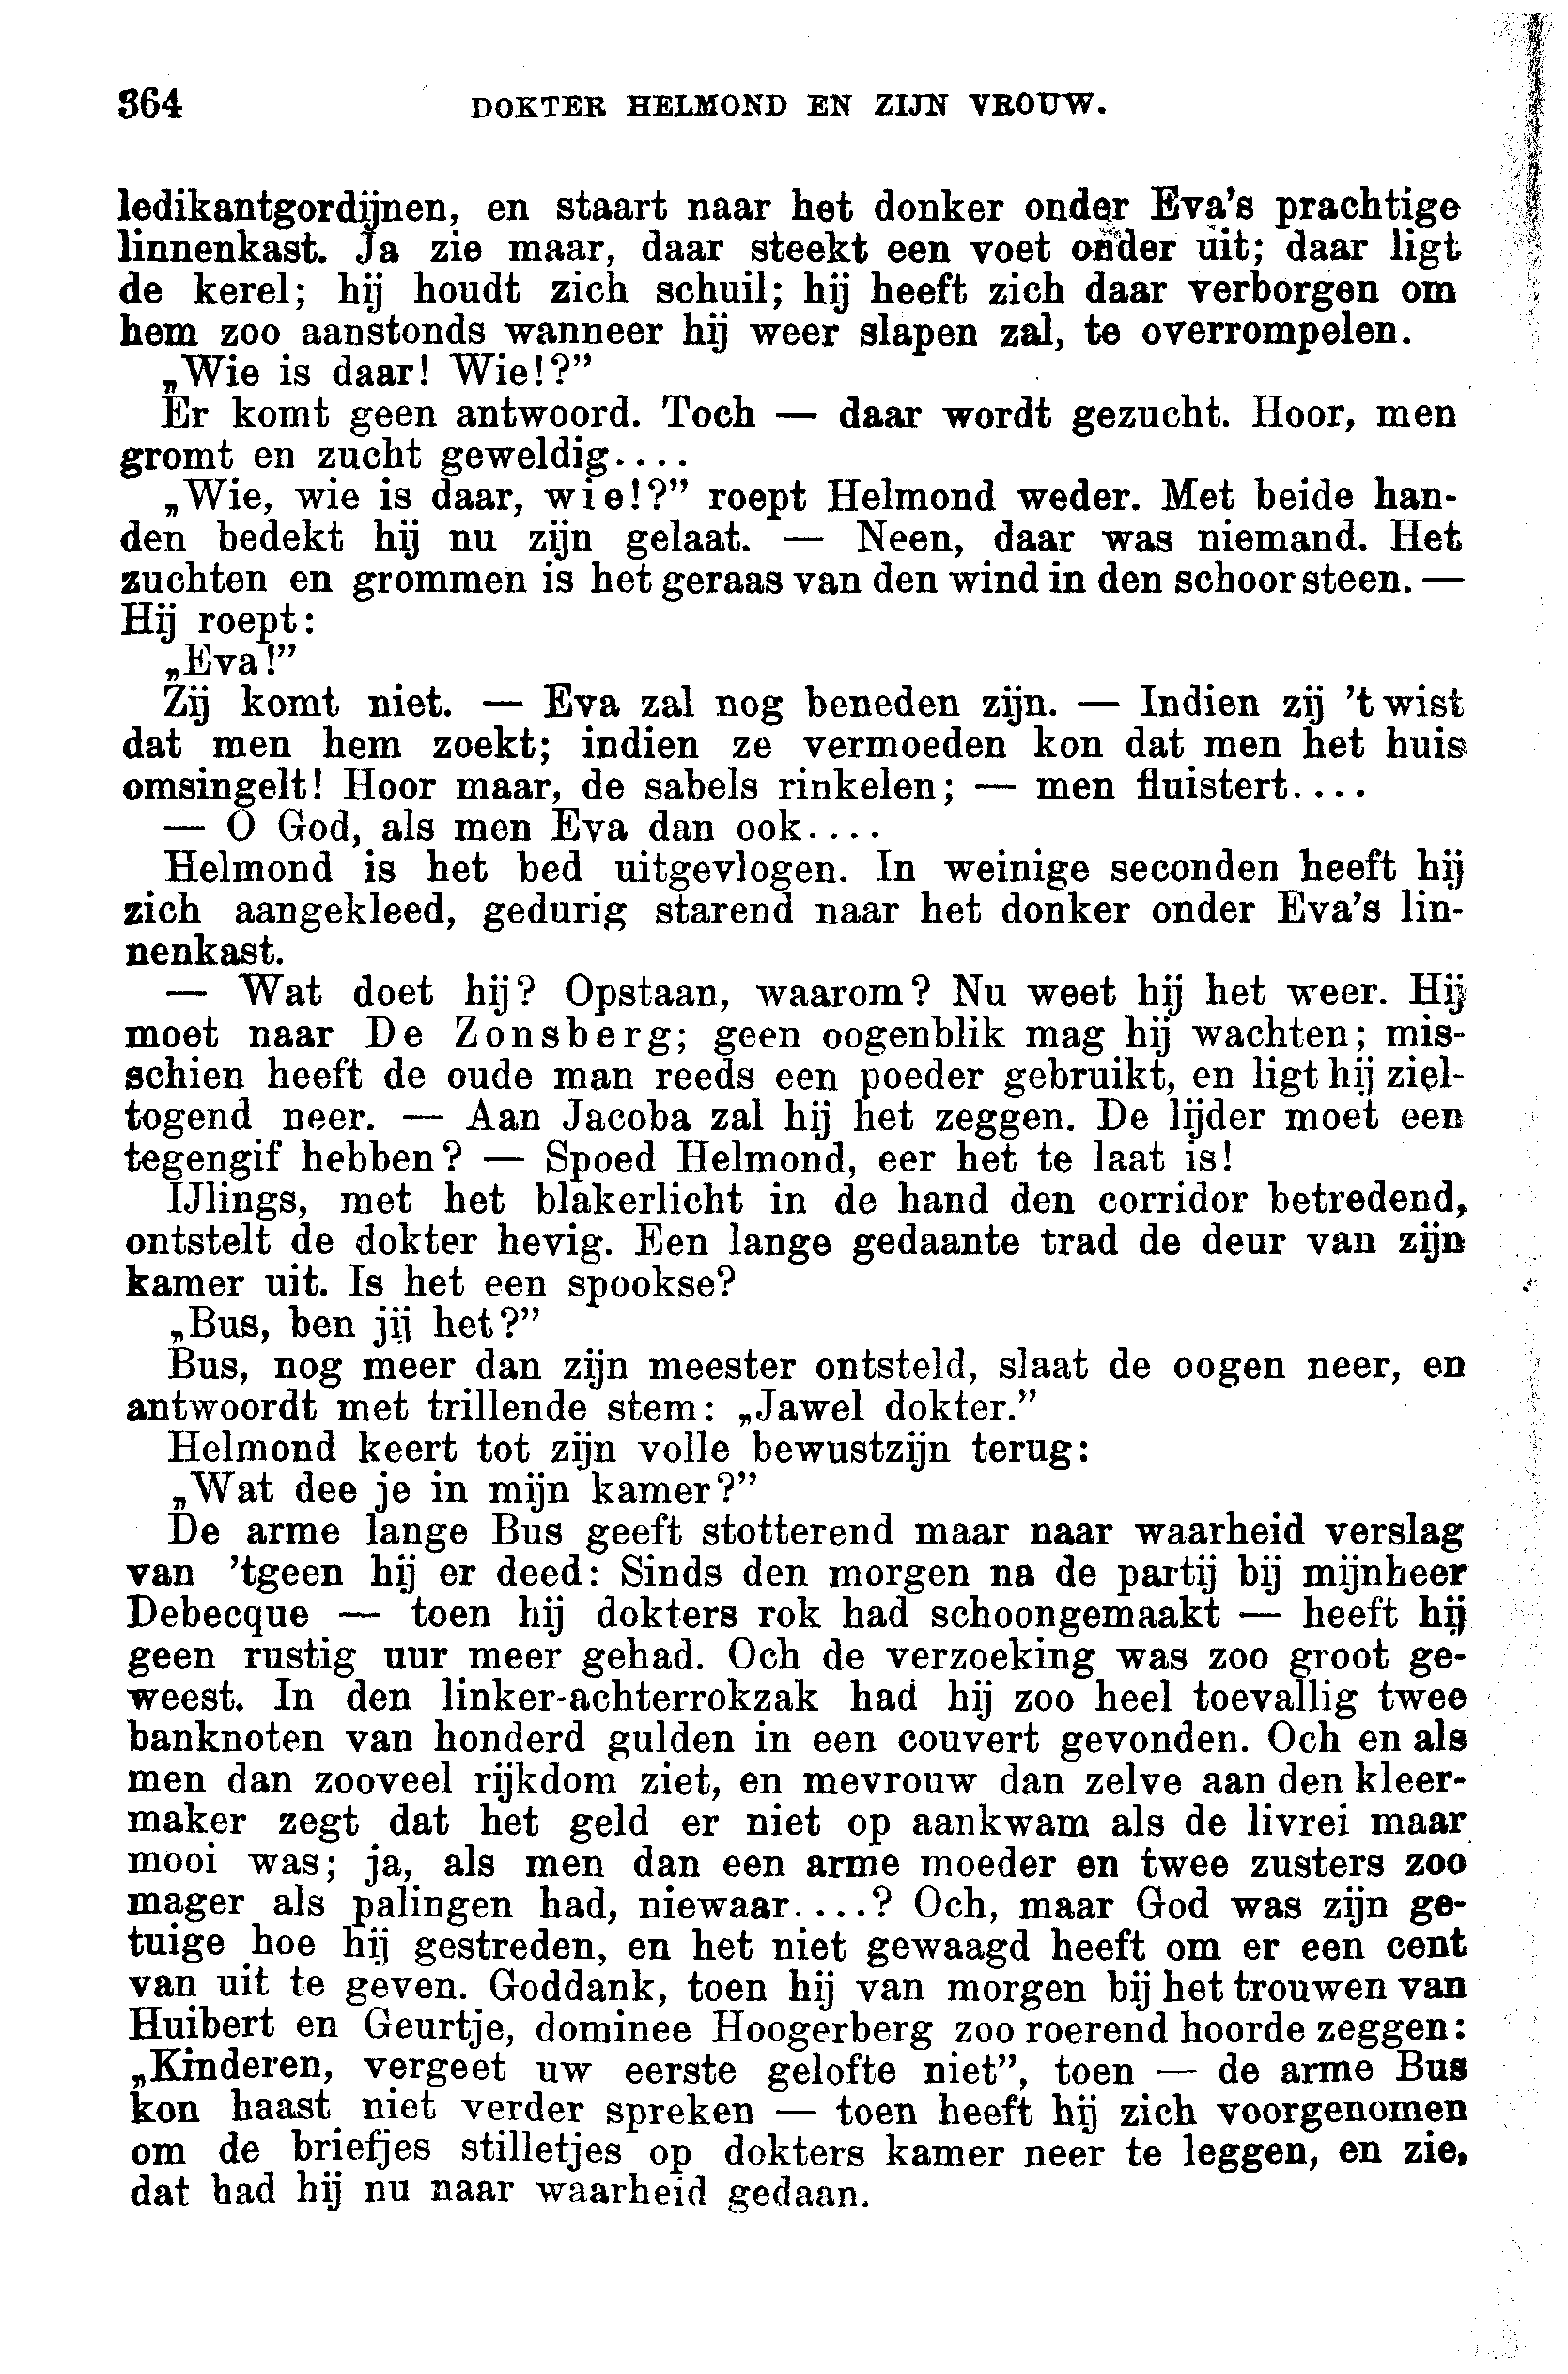 364 DOKTER HELMOND EN ZIJN VROUW.
ledikantgordijnen, en staart naar het donker onder Eva's prachtige
linnenkast. Ja zie maar, daar steekt een voet onder uit; daar ligt
de kerel; hij houdt zich schuil; hij heeft zich daar verborgen om
hem zoo aanstonds wanneer hij weer slapen zal, te overrompelen.
„Wie is daar! Wie!?”
Er komt geen antwoord. Toch — daar wordt gezucht. Hoor, men
gromt en zucht geweldig....
„Wie, wie is daar, wie!?” roept Helmond weder. Met beide han-
den bedekt hij nu zijn gelaat. — Neen, daar was niemand. Het
zuchten en grommen is het geraas van den wind in den schoorsteen. —
Hij roept:
„Eva!”
Zij komt niet. — Eva zal nog beneden zijn. — Indien zij 't wist
dat men hem zoekt; indien ze vermoeden kon dat men het huis
omsingelt! Hoor maar, de sabels rinkelen; — men fluistert....
— O God, als men Eva dan ook....
Helmond is het bed uitgevlogen. In weinige seconden heeft hij
zich aangekleed, gedurig starend naar het donker onder Eva's lin-
nenkast.
— Wat doet hij? Opstaan, waarom? Nu weet hij het weer. Hij
moet naar De Zonsberg; geen oogenblik mag hij wachten; mis-
schien heeft de oude man reeds een poeder gebruikt, en ligt hij ziel-
togend neer. — Aan Jacoba zal hij het zeggen. De lijder moet een
tegengif hebben? — Spoed Helmond, eer het te laat is!
IJlings, met het blakerlicht in de hand den corridor betredend,
ontstelt de dokter hevig. Een lange gedaante trad de deur van zijn
kamer uit. Is het een spookse?
„Bus, ben jij het?”
Bus, nog meer dan zijn meester ontsteld, slaat de oogen neer, en
antwoordt met trillende stem: „Jawel dokter.”
Helmond keert tot zijn volle bewustzijn terug:
„Wat dee je in mijn kamer?”
De arme lange Bus geeft stotterend maar naar waarheid verslag
van 'tgeen hij er deed: Sinds den morgen na de partij bij mijnheer
Debecque — toen hij dokters rok had schoongemaakt — heeft hij
geen rustig uur meer gehad. Och de verzoeking was zoo groot ge-
weest. In den linker-achterrokzak had hij zoo heel toevallig twee
banknoten van honderd gulden in een couvert gevonden. Och en als
men dan zooveel rijkdom ziet, en mevrouw dan zelve aan den kleer-
maker zegt dat het geld er niet op aankwam als de livrei maar
mooi was; ja, als men dan een arme moeder en twee zusters zoo
mager als palingen had, niewaar....? Och, maar God was zijn ge-
tuige hoe hij gestreden, en het niet gewaagd heeft om er een cent
van uit te geven. Goddank, toen hij van morgen bij het trouwen van
Huibert en Geurtje, dominee Hoogerberg zoo roerend hoorde zeggen:
„Kinderen, vergeet uw eerste gelofte niet”, toen — de arme Bus
kon haast niet verder spreken — toen heeft hij zich voorgenomen
om de briefjes stilletjes op dokters kamer neer te leggen, en zie,
dat had hij nu naar waarheid gedaan.